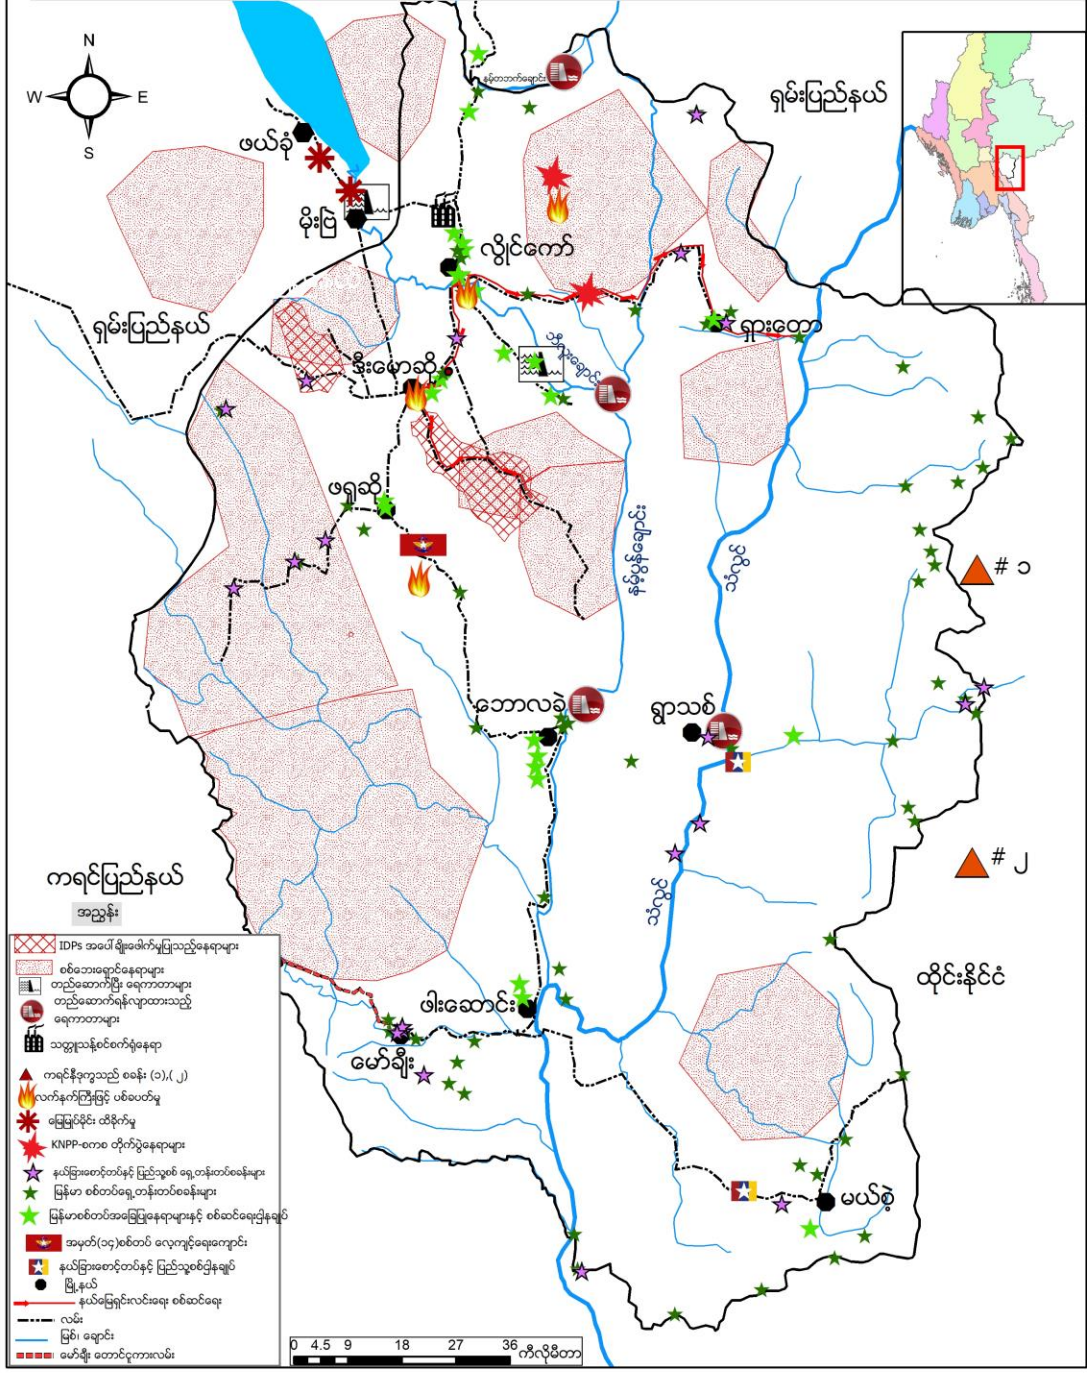 N
W E
S
နမ့်တဘက်ချောင်း
ရှမ်းပြည်နယ်
ဖယ်ခုံ
မိုးဗြဲ
လွိုင်ကော်
ရှမ်းပြည်နယ်
ရှားတော
ဒီးမော့ဆို
ဖရူဆို
နမ့်ပွန်ချောင်း
သံလွင်
# ၁
ဘောလခဲ
ရွာသစ်
# ၂
သံလွင်
ကရင်ပြည်နယ်
ထိုင်းနိုင်ငံ
ဖါးဆောင်း
မော်ချီး
မယ်စဲ့
အညွှန်း
IDPs အပေါ် ချိုးဖေါက်မှုပြုသည့်နေရာများ
စစ်ဘေးရှောင်နေရာများ
တည်ဆောက်ပြီး ရေကာတာများ
တည်ဆောက်ရန်လျာထားသည့်
ရေကာတာများ
သတ္တုသန့်စင်စက်ရုံနေရာ
ကရင်နီဒုက္ခသည် စခန်း (၁),(၂)
လက်နက်ကြီးဖြင့် ပစ်ခပတ်မှု
မြေမြှုပ်မိုင်း ထိခိုက်မှု
KNPP-စကစ တိုက်ပွဲနေရာများ
နယ်ခြားစောင့်တပ်နှင့် ပြည်သူ့စစ် ရှေ့တန်းတပ်စခန်းများ
မြန်မာ စစ်တပ်ရှေ့တန်းတပ်စခန်းများ
မြန်မာစစ်တပ်အခြေပြုနေရာများနှင့် စစ်ဆင်ရေးဌာနချုပ်
အမှတ်(၁၄)စစ်တပ် လေ့ကျင့်ရေးကျောင်း
နယ်ခြားစောင့်တပ်နှင့် ပြည်သူ့စစ်ဌာနချုပ်
မြို့နယ်
နယ်မြေရှင်းလင်းရေး စစ်ဆင်ရေး
လမ်း
မြစ်၊ ချောင်း
မော်ချီး တောင်ငူကားလမ်း
0 4.5 9 18 27 36
ကီလိုမီတာ